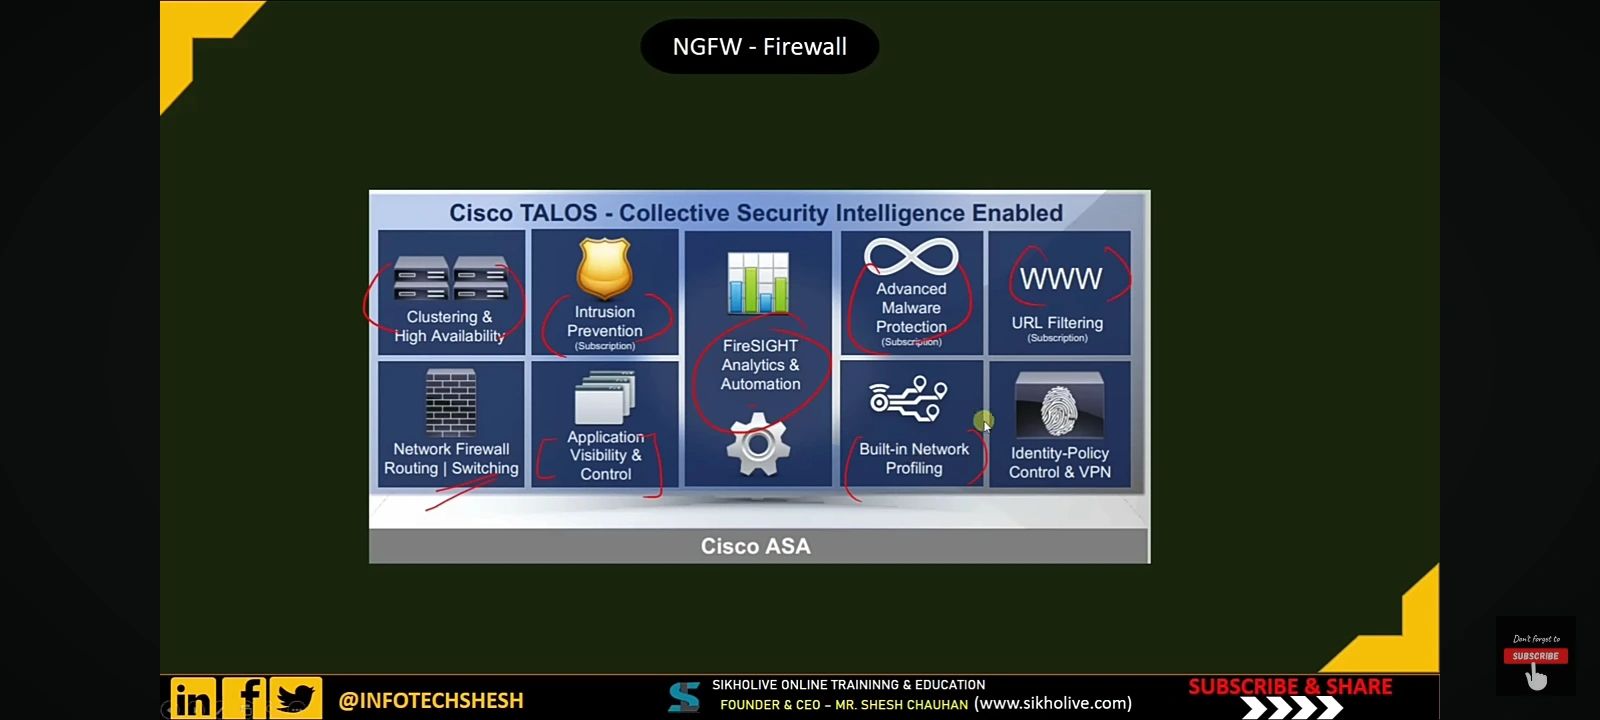 NGFW - Firewall
Cisco TALOS - Collective Security Intelligence Enabled
Clustering &
High Availability
Intrusion
Prevention
(Subscription)
FireSIGHT
Analytics &
Automation
Advanced
Malware
Protection
(Subscription)
WWW
URL Filtering
(Subscription)
Network Firewall
Routing | Switching
Application
Visibility &
Control
Built-in Network
Profiling
Identity-Policy
Control & VPN
Cisco ASA
in f @INFOTECHSHESH
S
SIKHOLIVE ONLINE TRAININNG & EDUCATION
FOUNDER & CEO – MR. SHESH CHAUHAN (www.sikholive.com)
SUBSCRIBE & SHARE
Don't forget to
SUBSCRIBE